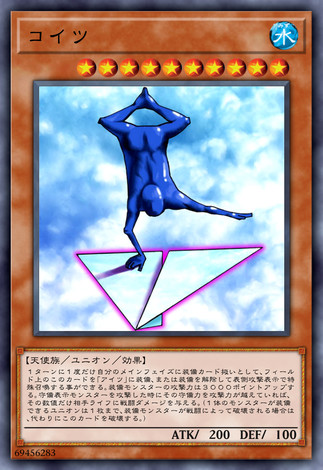 コイツ
水
【天使族／ユニオン／効果】
１ターンに１度だけ自分のメインフェイズに装備カード扱いとして、フィール
ド上のこのカードを「アイツ」に装備、または装備を解除して表側攻撃表示で特
殊召喚する事ができる。装備モンスターの攻撃力は３０００ポイントアップす
る。守備表示モンスターを攻撃した時にその守備力を攻撃力が越えていれば、
その数値だけ相手ライフに戦闘ダメージを与える。（１体のモンスターが装備
できるユニオンは１枚まで、装備モンスターが戦闘によって破壊される場合は
、代わりにこのカードを破壊する。）
ATK/ 200 DEF/ 100
69456283